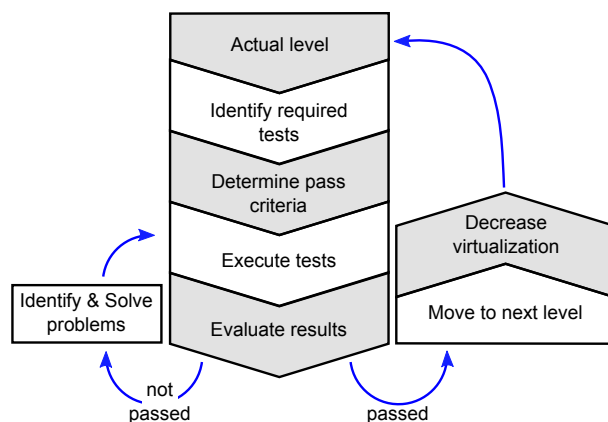 Actual level
Identify required
tests
Determine pass
criteria
Execute tests
Evaluate results
Identify & Solve
problems
not
passed
passed
Decrease
virtualization
Move to next level